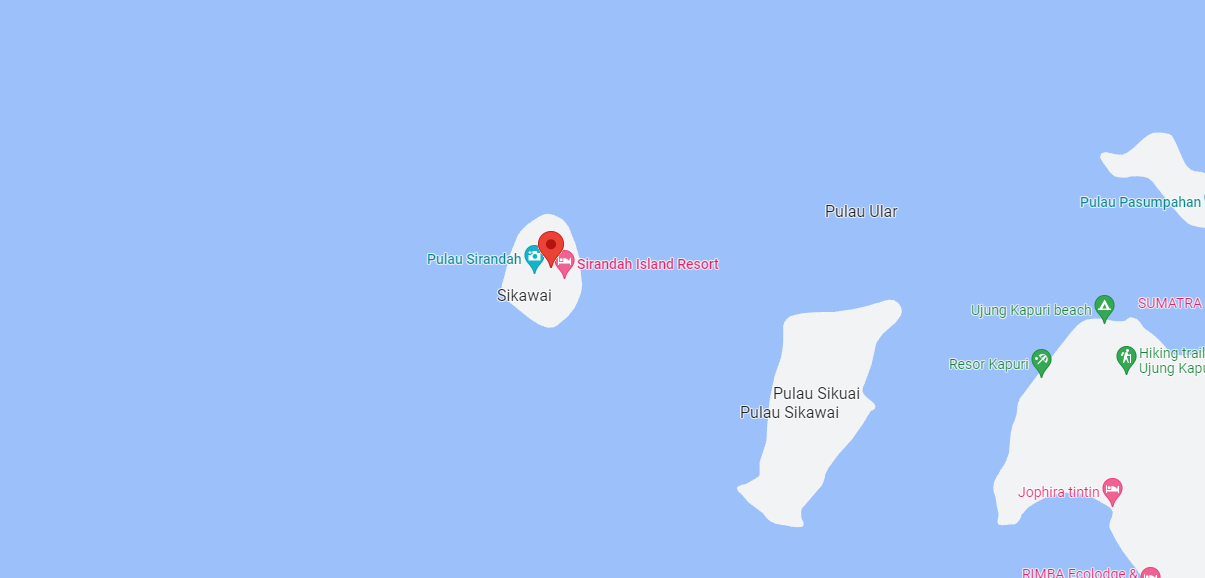 Pulau Pasumpahan
Pulau Ular
Pulau Sirandah
Sirandah Island Resort
Sikawai
SUMATRA
Ujung Kapuri beach
Hiking trail
Ujung Kapu
Resor Kapuri
Pulau Sikuai
Pulau Sikawai
Jophira tintin
RIMBA Ecolodge &